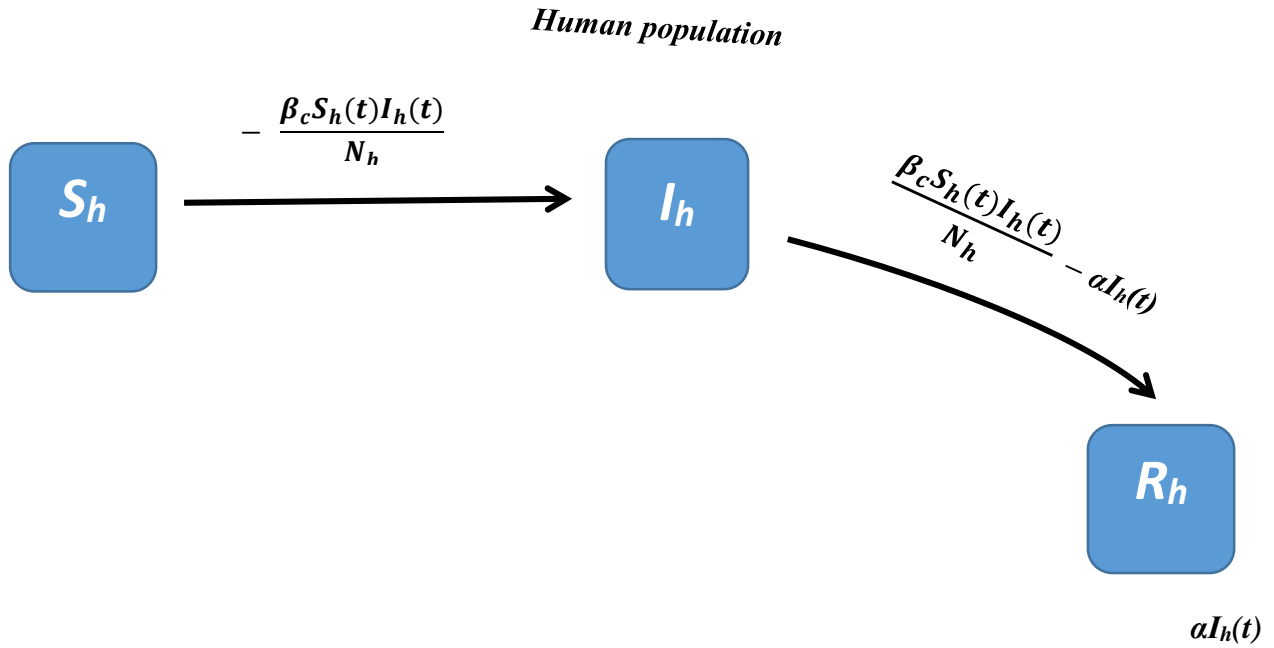 Human population
− β_c S_h(t)I_h(t) / N_h
S_h
I_h
β_c S_h(t)I_h(t) / N_h − αI_h(t)
R_h
αI_h(t)